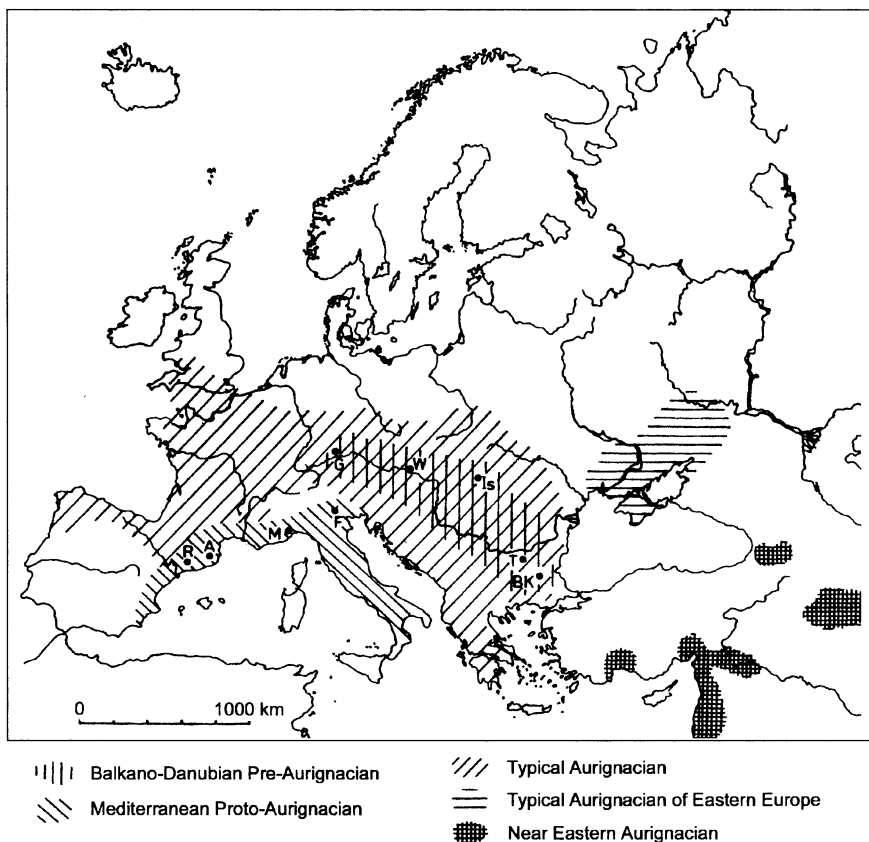 G
W
Is
F
M
R A
T
BK
0 1000 km
Balkano-Danubian Pre-Aurignacian
Mediterranean Proto-Aurignacian
Typical Aurignacian
Typical Aurignacian of Eastern Europe
Near Eastern Aurignacian